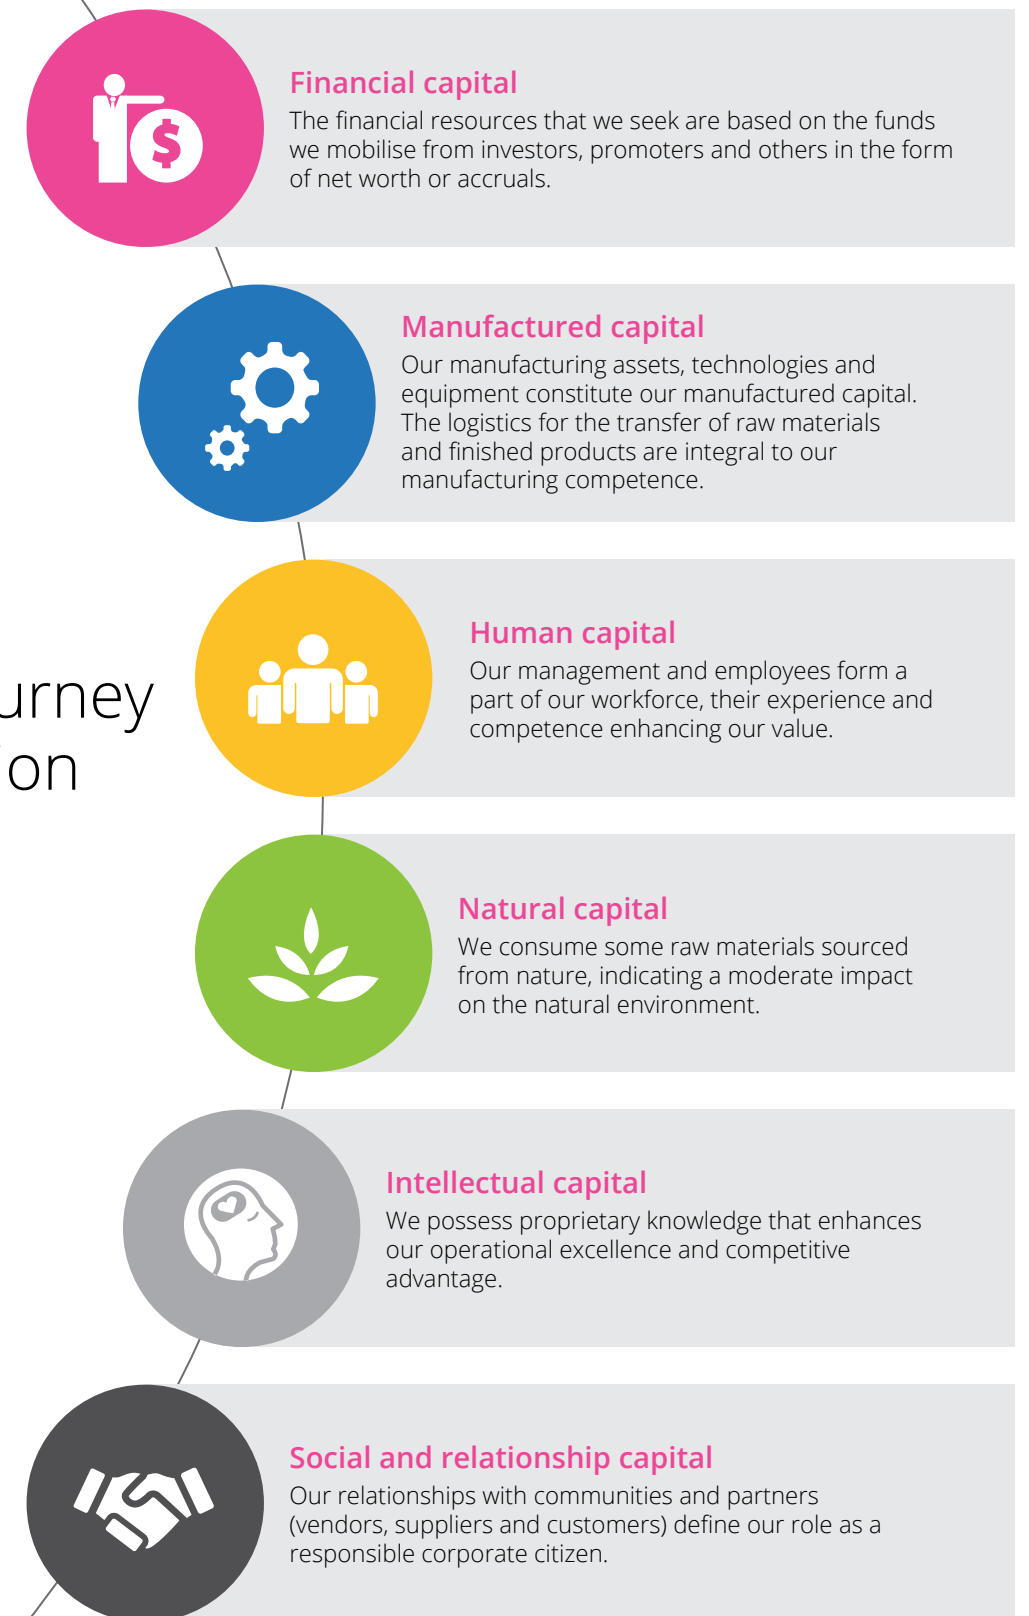 Financial capital
The financial resources that we seek are based on the funds
we mobilise from investors, promoters and others in the form
of net worth or accruals.
Manufactured capital
Our manufacturing assets, technologies and
equipment constitute our manufactured capital.
The logistics for the transfer of raw materials
and finished products are integral to our
manufacturing competence.
Human capital
Our management and employees form a
part of our workforce, their experience and
competence enhancing our value.
Natural capital
We consume some raw materials sourced
from nature, indicating a moderate impact
on the natural environment.
Intellectual capital
We possess proprietary knowledge that enhances
our operational excellence and competitive
advantage.
Social and relationship capital
Our relationships with communities and partners
(vendors, suppliers and customers) define our role as a
responsible corporate citizen.